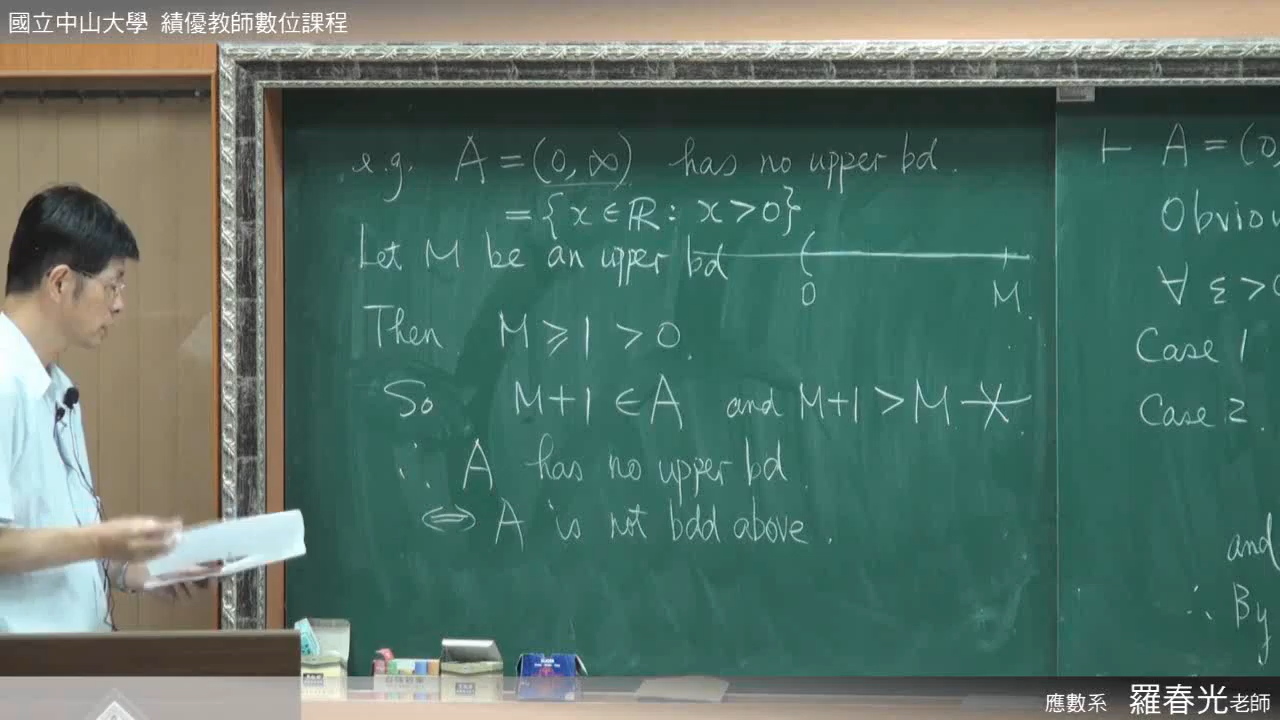 國立中山大學 績優教師數位課程
e.g. A = (0, ∞) has no upper bd.
= {x ∈ ℝ : x > 0}
Let M be an upper bd
0 M.
Then M ⩾ 1 > 0.
So M+1 ∈ A and M+1 > M
∴ A has no upper bd.
⟺ A is not bdd above.
A = (0,
Obviou
∀ ε > 0
Case 1
Case 2.
and
∴ By
應數系 羅春光老師